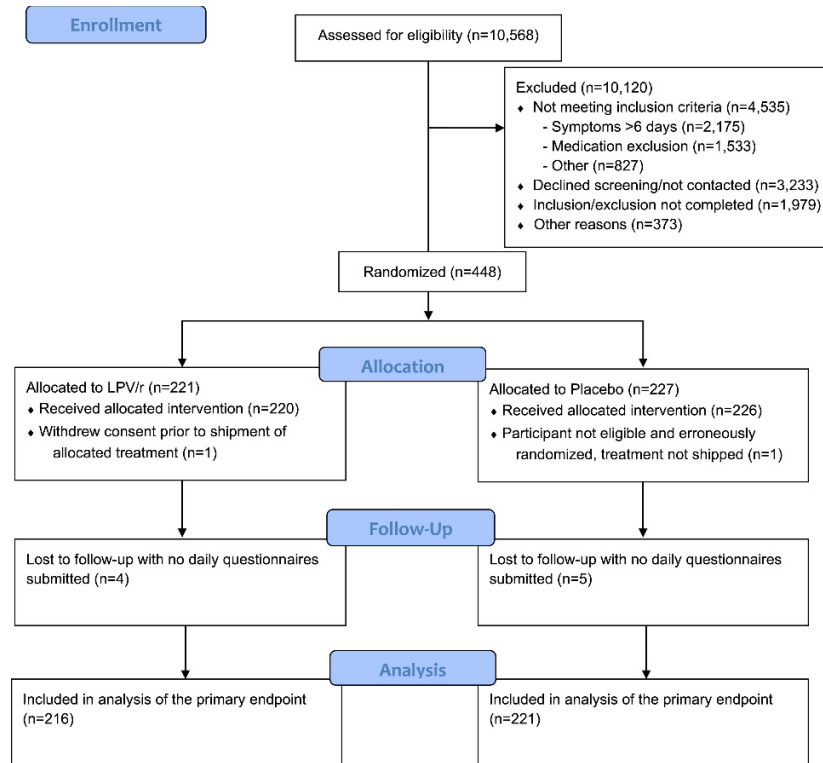 Enrollment
Assessed for eligibility (n=10,568)
Excluded (n=10,120)
♦ Not meeting inclusion criteria (n=4,535)
- Symptoms >6 days (n=2,175)
- Medication exclusion (n=1,533)
- Other (n=827)
♦ Declined screening/not contacted (n=3,233)
♦ Inclusion/exclusion not completed (n=1,979)
♦ Other reasons (n=373)
Randomized (n=448)
Allocation
Allocated to LPV/r (n=221)
♦ Received allocated intervention (n=220)
♦ Withdrew consent prior to shipment of
allocated treatment (n=1)
Allocated to Placebo (n=227)
♦ Received allocated intervention (n=226)
♦ Participant not eligible and erroneously
randomized, treatment not shipped (n=1)
Follow-Up
Lost to follow-up with no daily questionnaires
submitted (n=4)
Lost to follow-up with no daily questionnaires
submitted (n=5)
Analysis
Included in analysis of the primary endpoint
(n=216)
Included in analysis of the primary endpoint
(n=221)